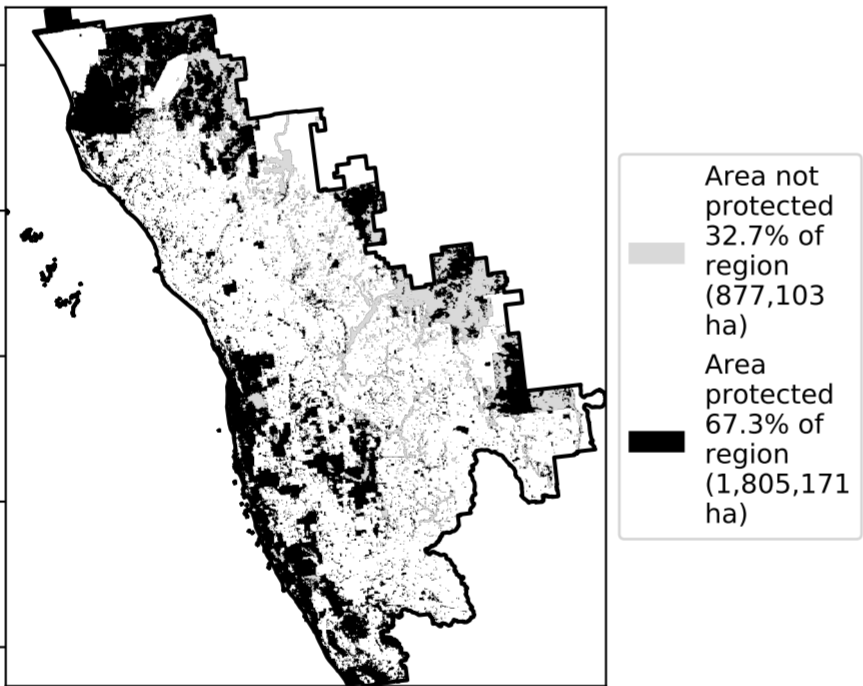 Area not
protected
32.7% of
region
(877,103
ha)
Area
protected
67.3% of
region
(1,805,171
ha)